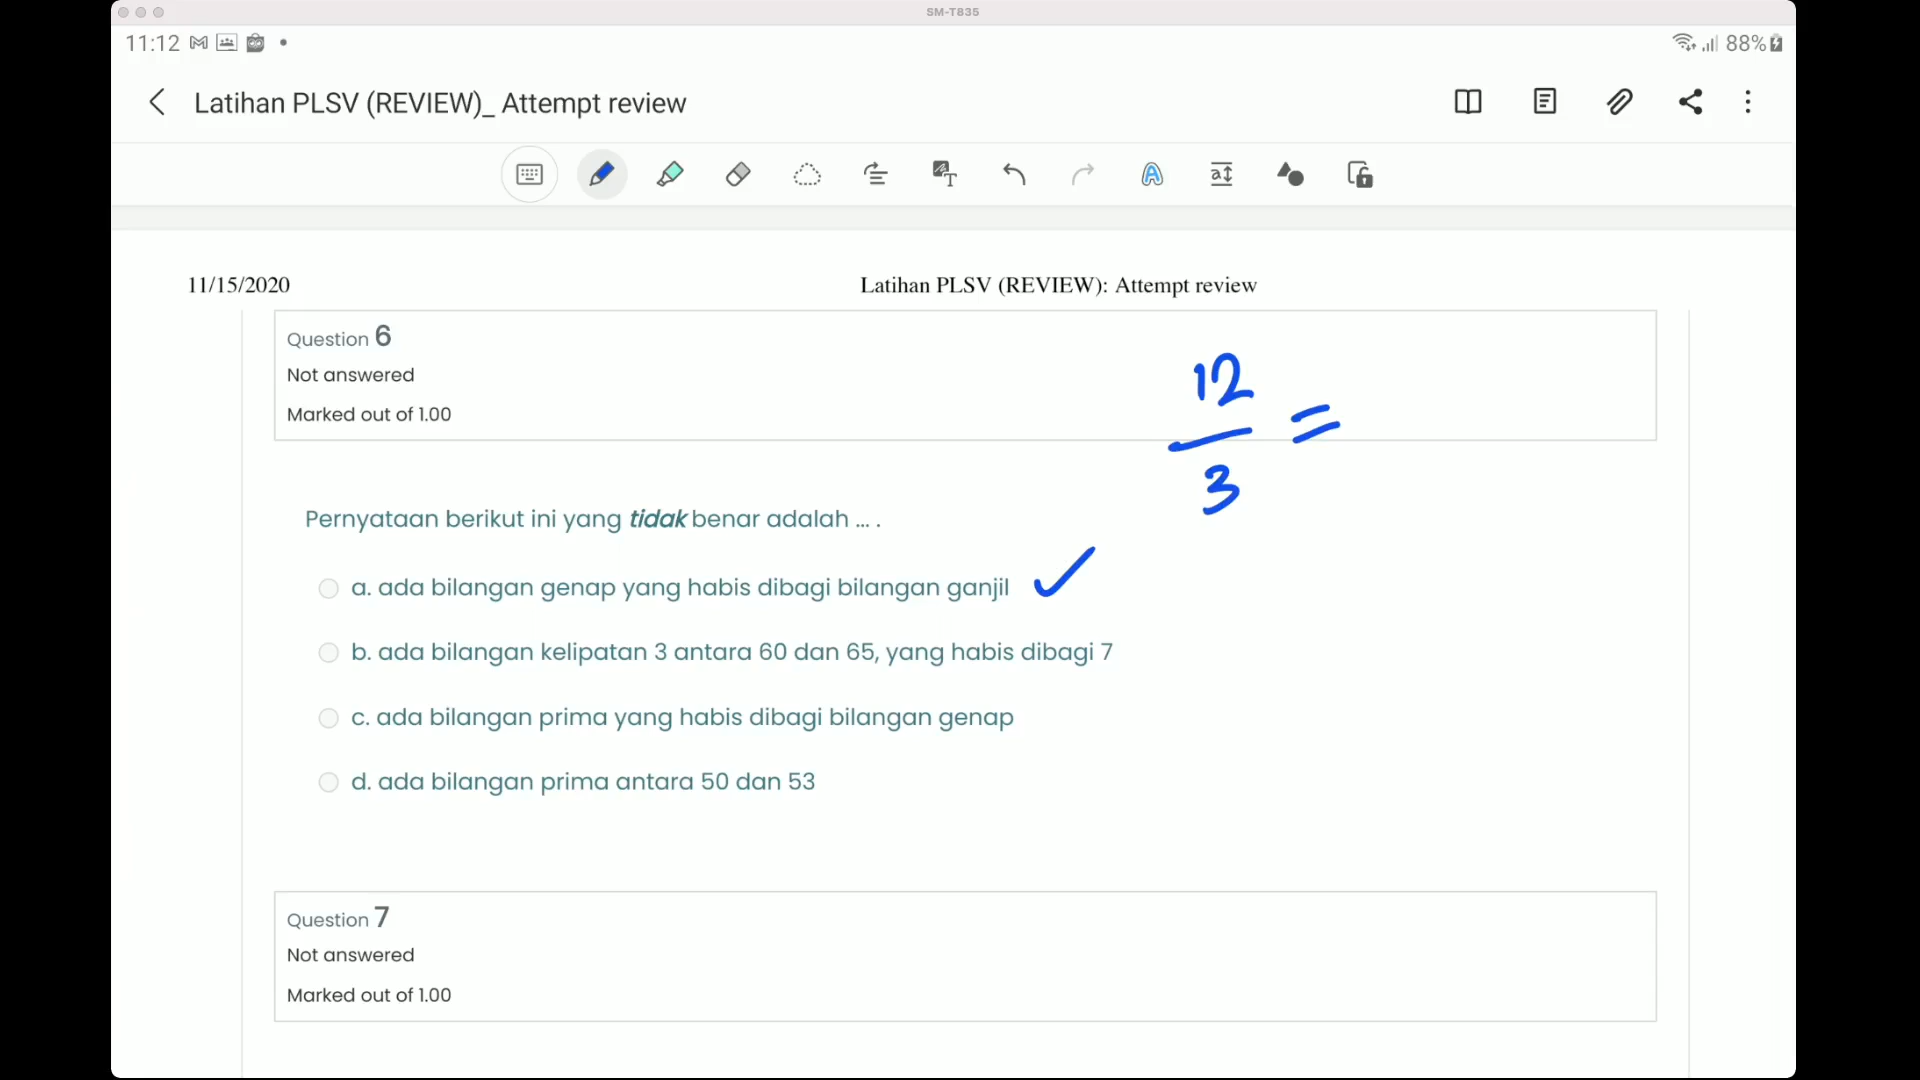 SM-T835
11:12
88%
Latihan PLSV (REVIEW)_ Attempt review
11/15/2020
Latihan PLSV (REVIEW): Attempt review
Question 6
Not answered
Marked out of 1.00
12
=
3
Pernyataan berikut ini yang tidak benar adalah ... .
a. ada bilangan genap yang habis dibagi bilangan ganjil
b. ada bilangan kelipatan 3 antara 60 dan 65, yang habis dibagi 7
c. ada bilangan prima yang habis dibagi bilangan genap
d. ada bilangan prima antara 50 dan 53
Question 7
Not answered
Marked out of 1.00